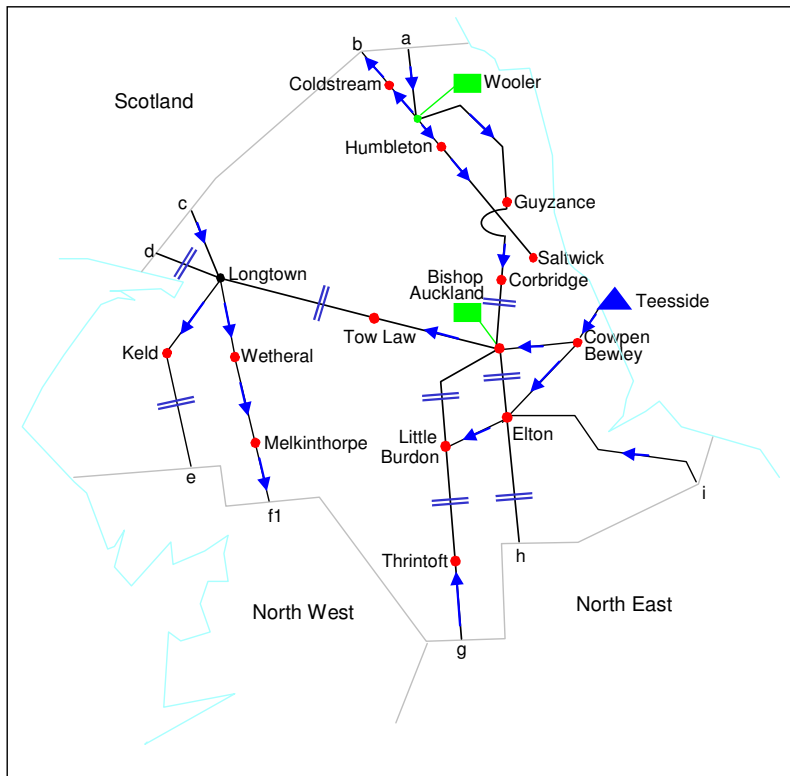 a
b
Coldstream
Wooler
Scotland
Humbleton
Guyzance
c
d
Saltwick
Longtown
Bishop
Auckland
Corbridge
Teesside
Tow Law
Cowpen
Bewley
Keld
Wetheral
Little
Burdon
Elton
Melkinthorpe
e
i
f1
h
Thrintoft
North West
North East
g